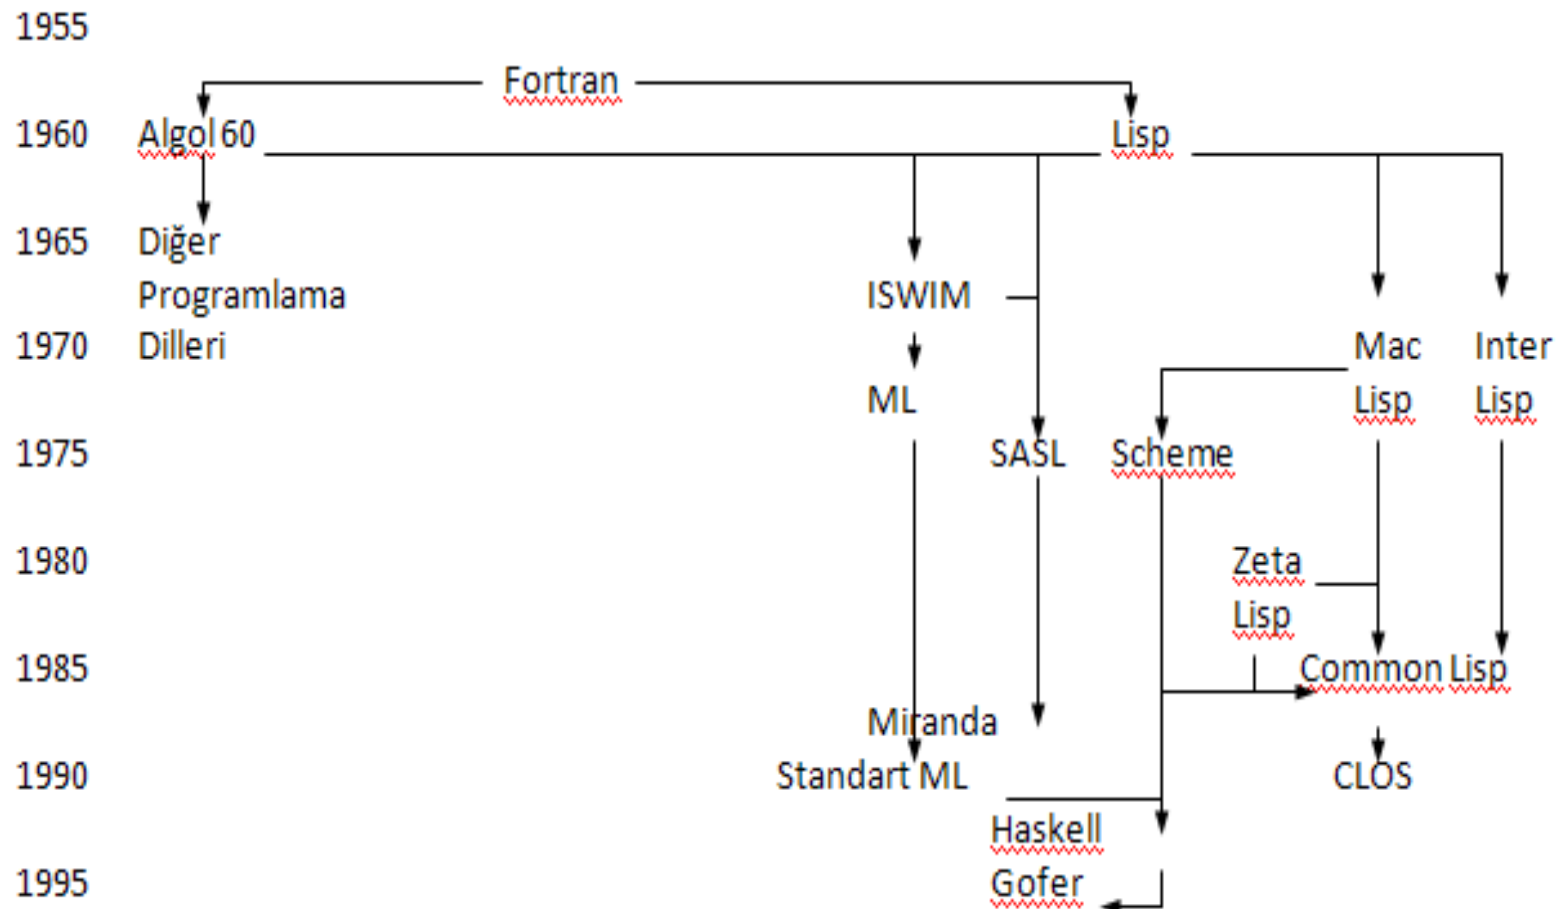 1955
Fortran
1960 Algol 60 Lisp
1965 Diğer
Programlama ISWIM
1970 Dilleri Mac Inter
ML Lisp Lisp
1975 SASL Scheme
1980 Zeta
Lisp
1985 Common Lisp
Miranda
1990 Standart ML CLOS
Haskell
1995 Gofer